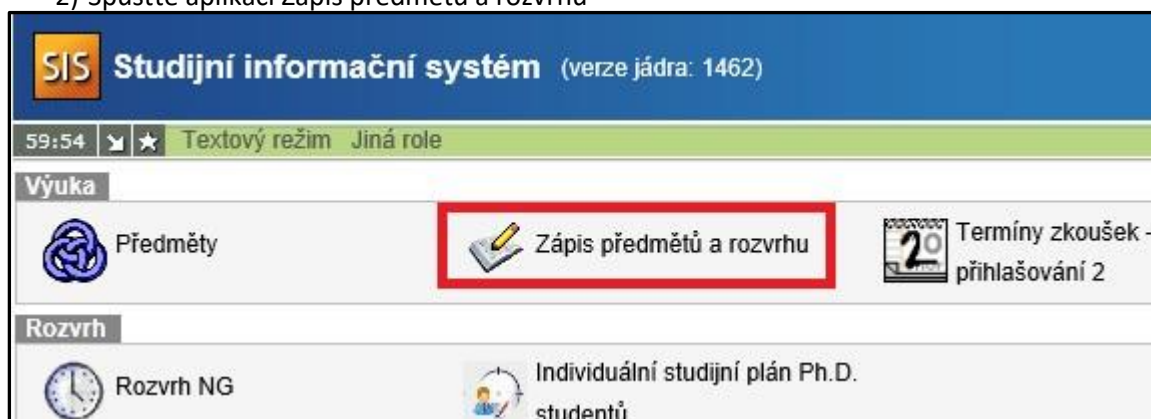 2) Spusťte aplikaci Zápis předmětů a rozvrhu
SIS Studijní informační systém (verze jádra: 1462)
59:54 Textový režim Jiná role
Výuka
Předměty
Zápis předmětů a rozvrhu
Termíny zkoušek -
přihlašování 2
Rozvrh
Rozvrh NG
Individuální studijní plán Ph.D.
studentů